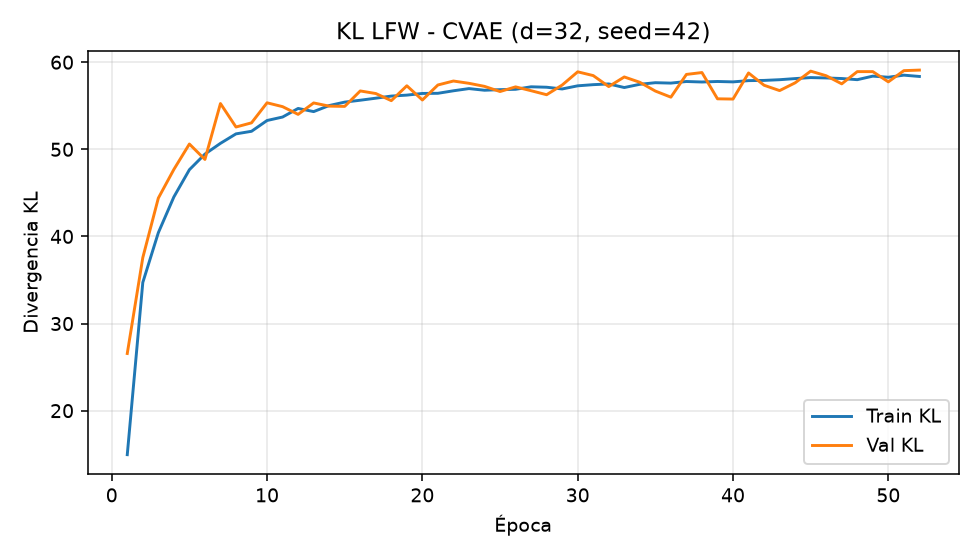 KL LFW - CVAE (d=32, seed=42)
60
50
40
30
20
Divergencia KL
0
10
20
30
40
50
Época
Train KL
Val KL